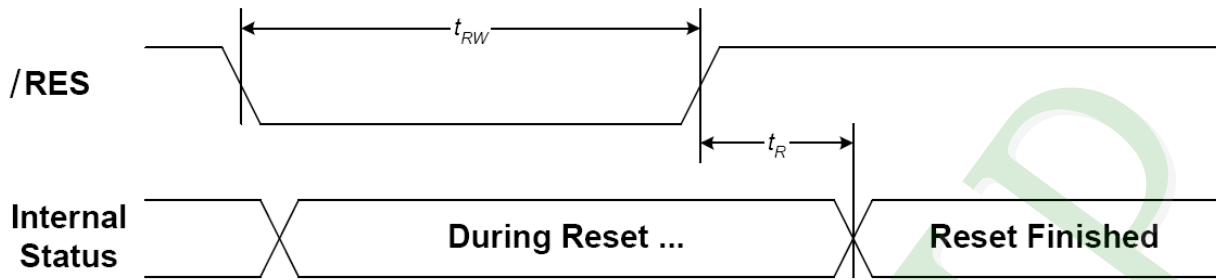 t_RW
/RES
t_R
Internal
Status
During Reset ...
Reset Finished